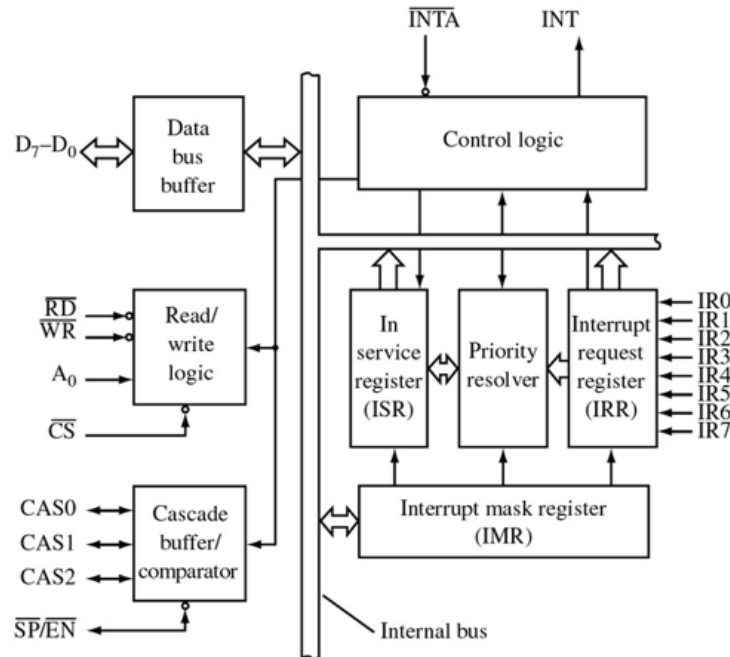 INTA
INT
Control logic
D7–D0
Data
bus
buffer
RD
WR
A0
CS
Read/
write
logic
In
service
register
(ISR)
Priority
resolver
Interrupt
request
register
(IRR)
IR0
IR1
IR2
IR3
IR4
IR5
IR6
IR7
CAS0
CAS1
CAS2
SP/EN
Cascade
buffer/
comparator
Interrupt mask register
(IMR)
Internal bus